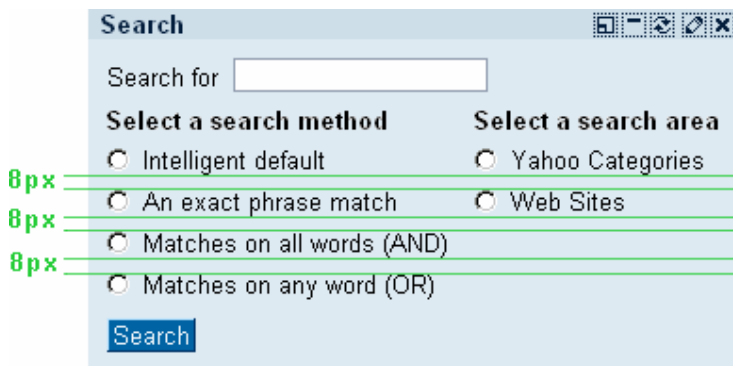 Search
Search for
Select a search method Select a search area
Intelligent default Yahoo Categories
8px
An exact phrase match Web Sites
8px
Matches on all words (AND)
8px
Matches on any word (OR)
Search